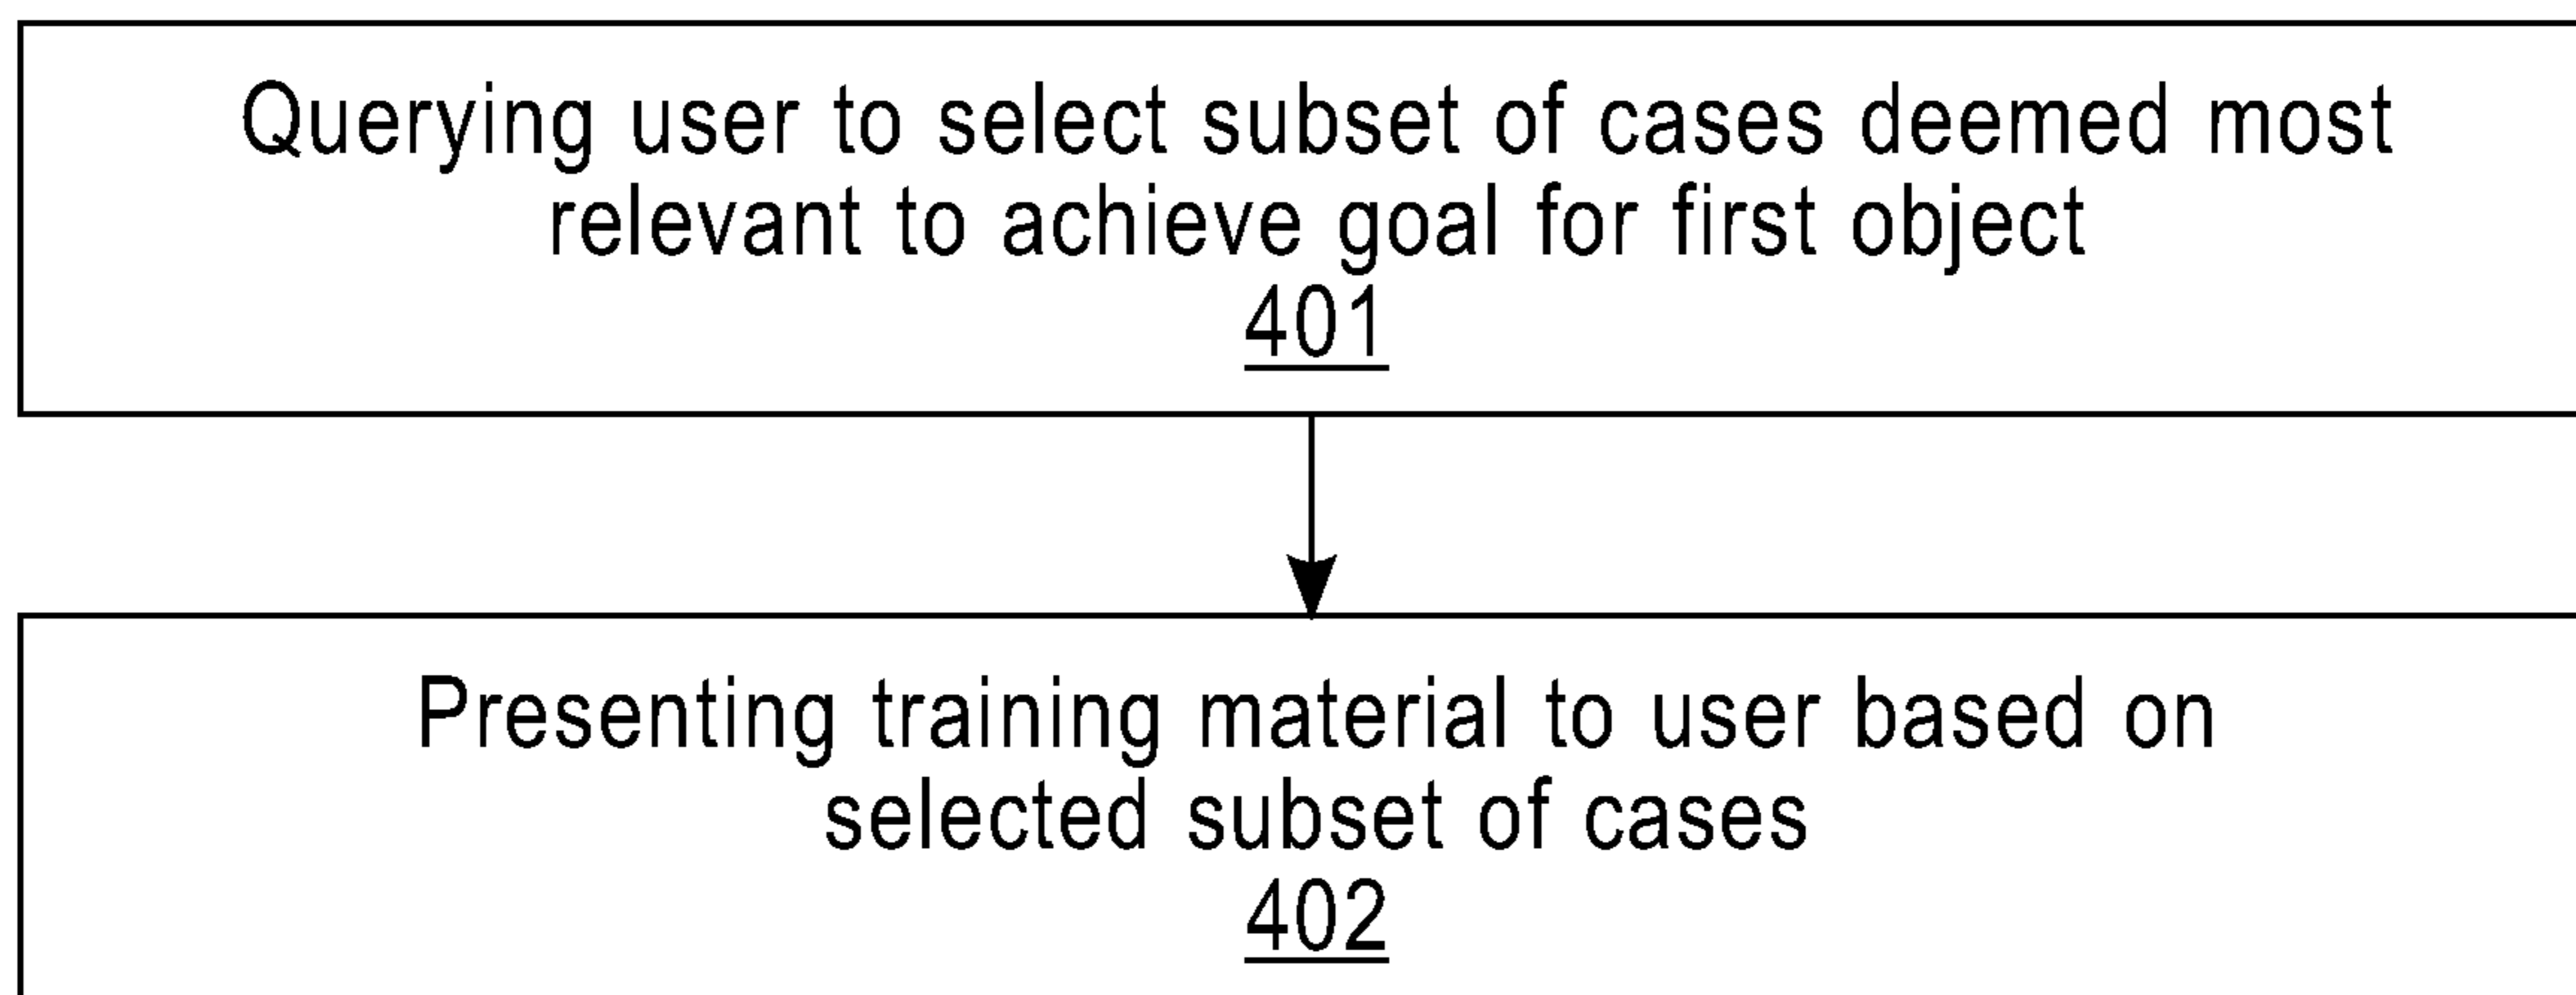 Querying user to select subset of cases deemed most
relevant to achieve goal for first object
401
Presenting training material to user based on
selected subset of cases
402